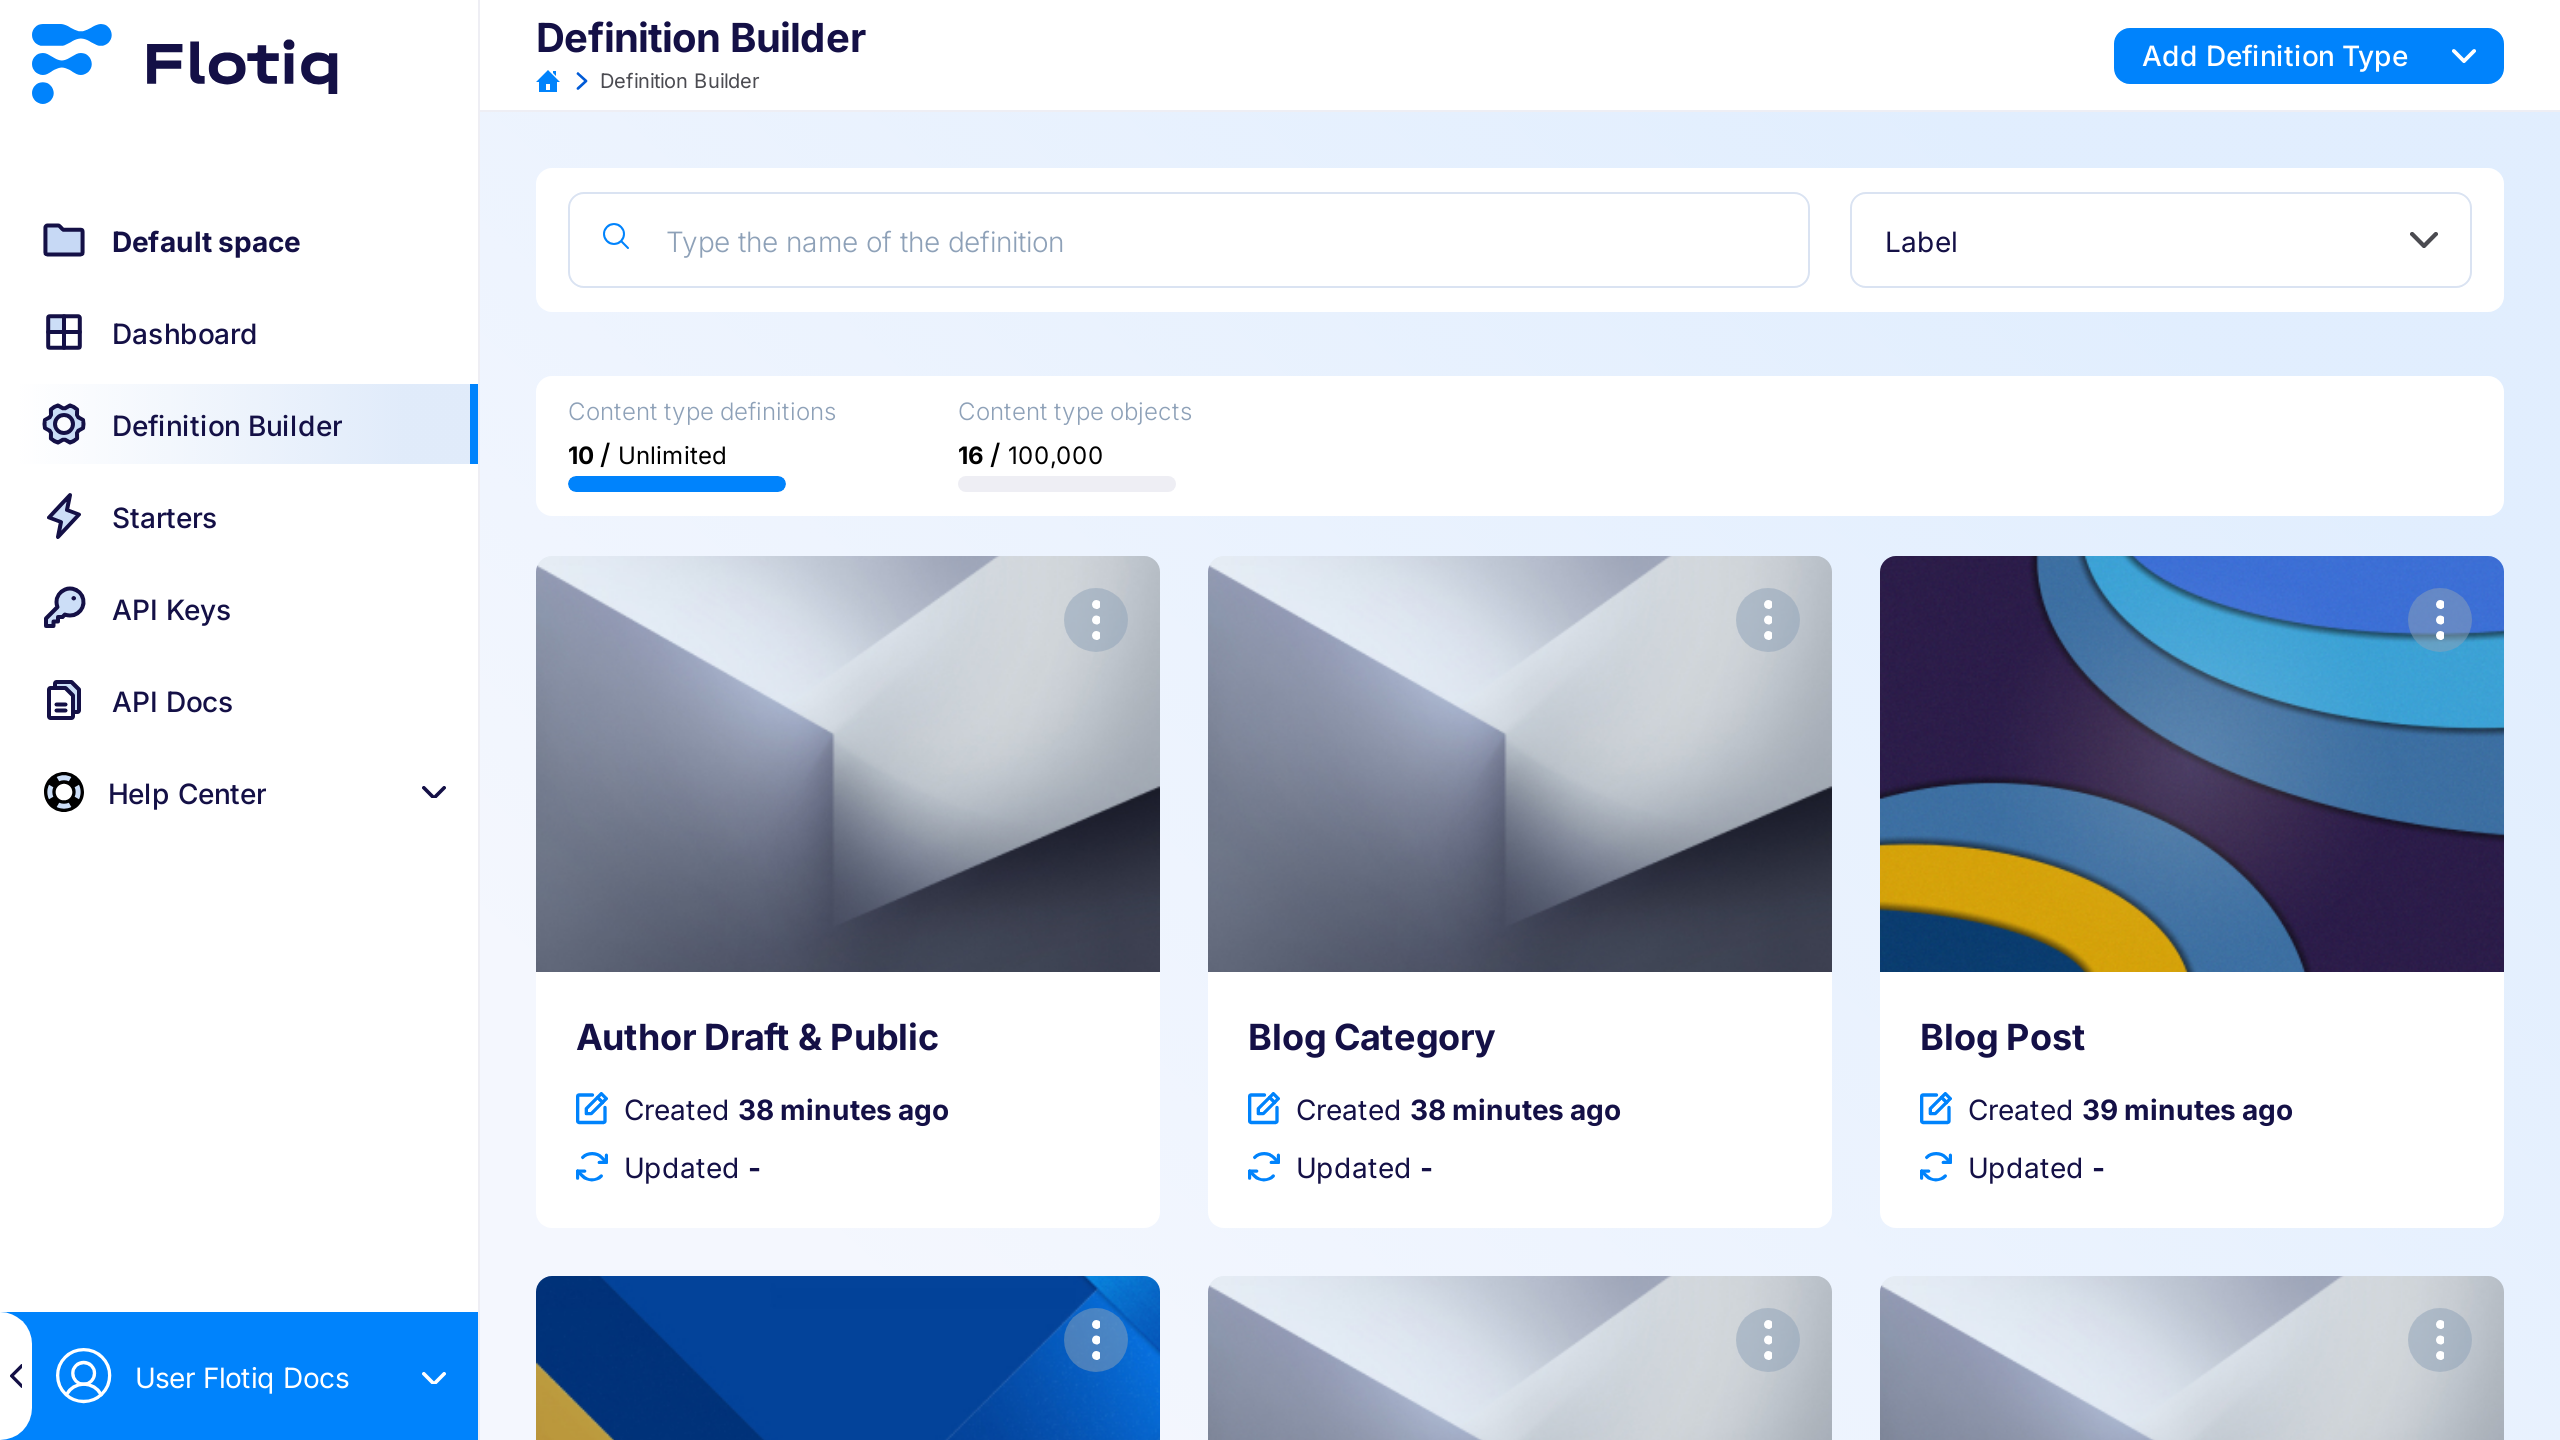 Flotiq
Default space
Dashboard
Definition Builder
Starters
API Keys
API Docs
Help Center
User Flotiq Docs
Definition Builder
Definition Builder
Add Definition Type
Type the name of the definition
Label
Content type definitions
10 / Unlimited
Content type objects
16 / 100,000
Author Draft & Public
Created 38 minutes ago
Updated -
Blog Category
Created 38 minutes ago
Updated -
Blog Post
Created 39 minutes ago
Updated -